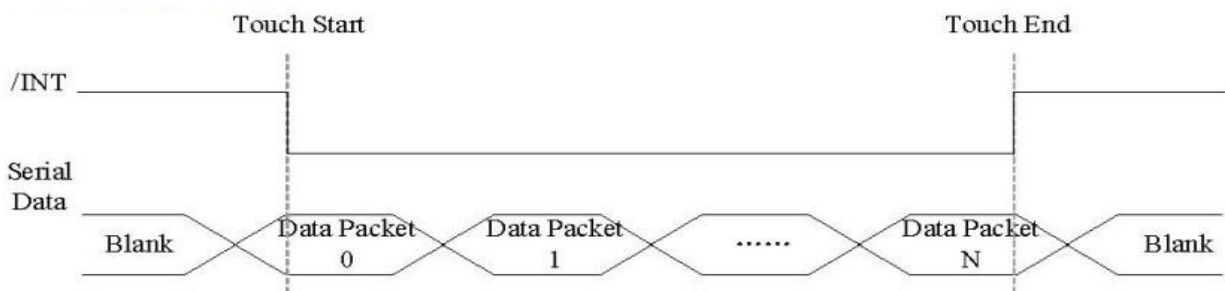 Touch Start
Touch End
/INT
Serial
Data
Blank
Data Packet
0
Data Packet
1
......
Data Packet
N
Blank